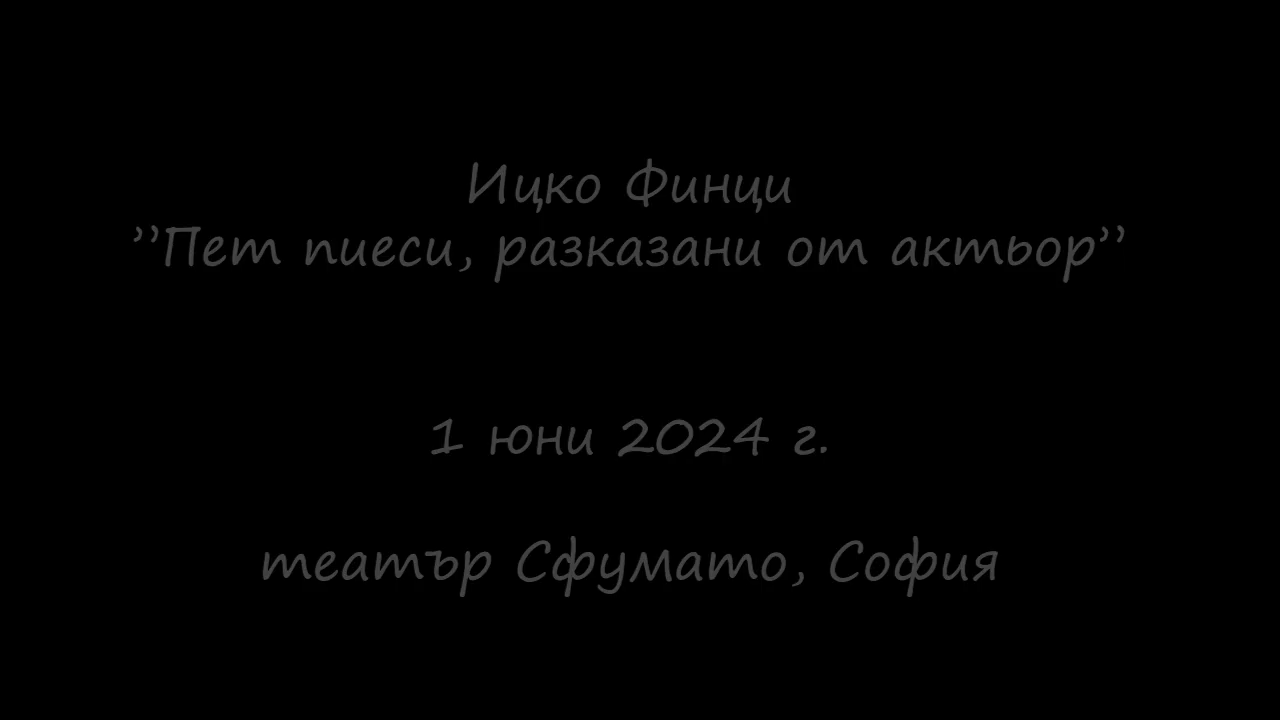 Ицко Финци
”Пет пиеси, разказани от актьор”
1 юни 2024 г.
театър Сфумато, София